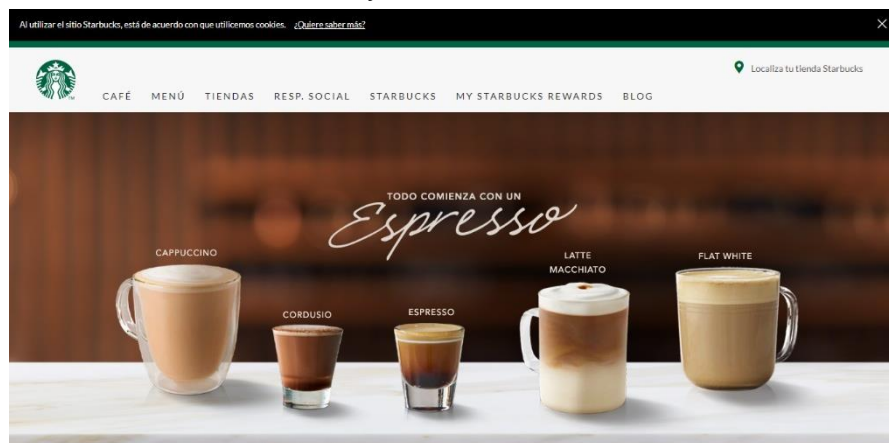 Al utilizar el sitio Starbucks, está de acuerdo con que utilicemos cookies. ¿Quiere saber más?
Localiza tu tienda Starbucks
CAFÉ MENÚ TIENDAS RESP. SOCIAL STARBUCKS MY STARBUCKS REWARDS BLOG
TODO COMIENZA CON UN
Espresso
CAPPUCCINO
CORDUSIO
ESPRESSO
LATTE
MACCHIATO
FLAT WHITE